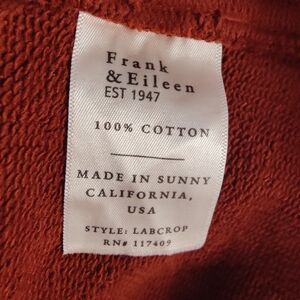 Frank
&Eileen
EST 1947
100% COTTON
MADE IN SUNNY
CALIFORNIA,
USA
STYLE: LABCROP
RN# 117409